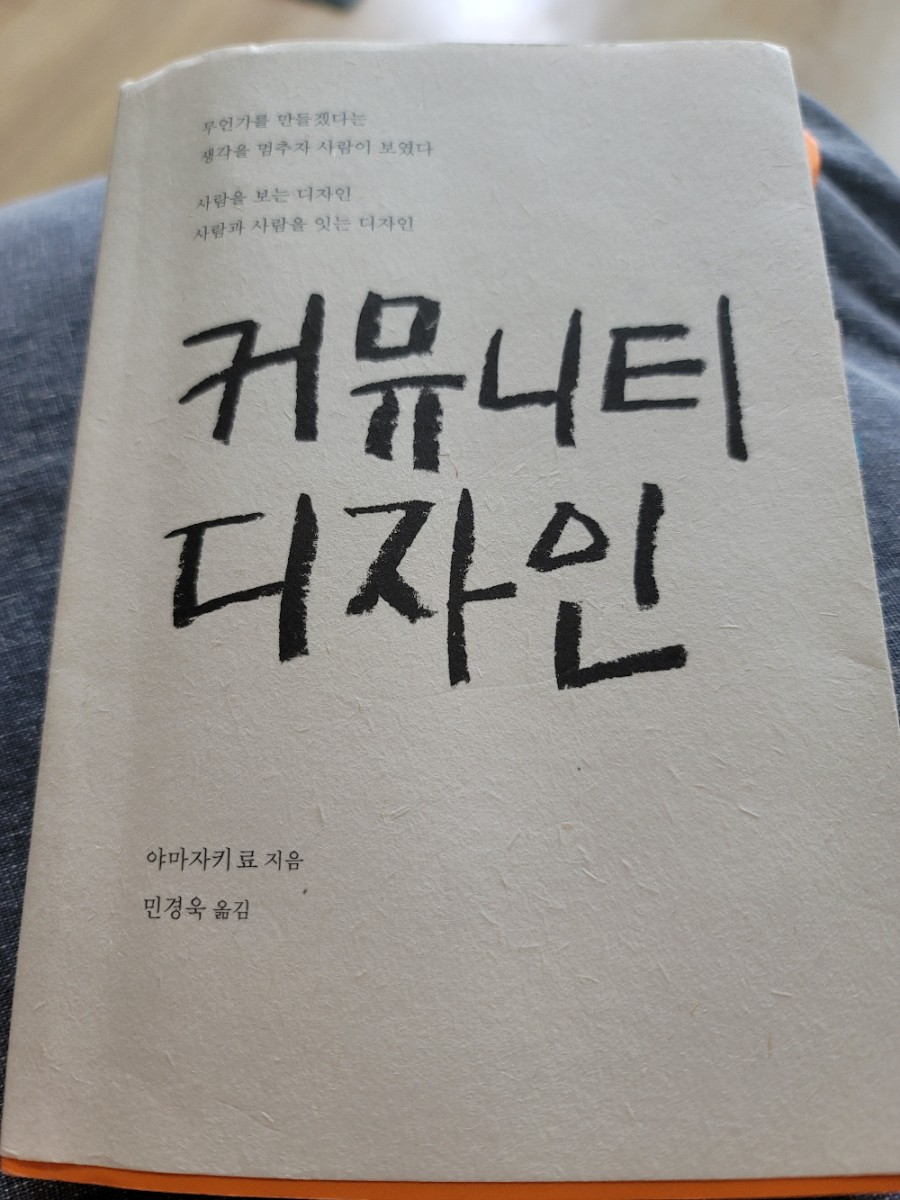 무언가를 만들겠다는
생각을 멈추자 사람이 보였다
사람을 보는 디자인
사람과 사람을 잇는 디자인
커뮤니티
디자인
야마자키 료 지음
민경욱 옮김